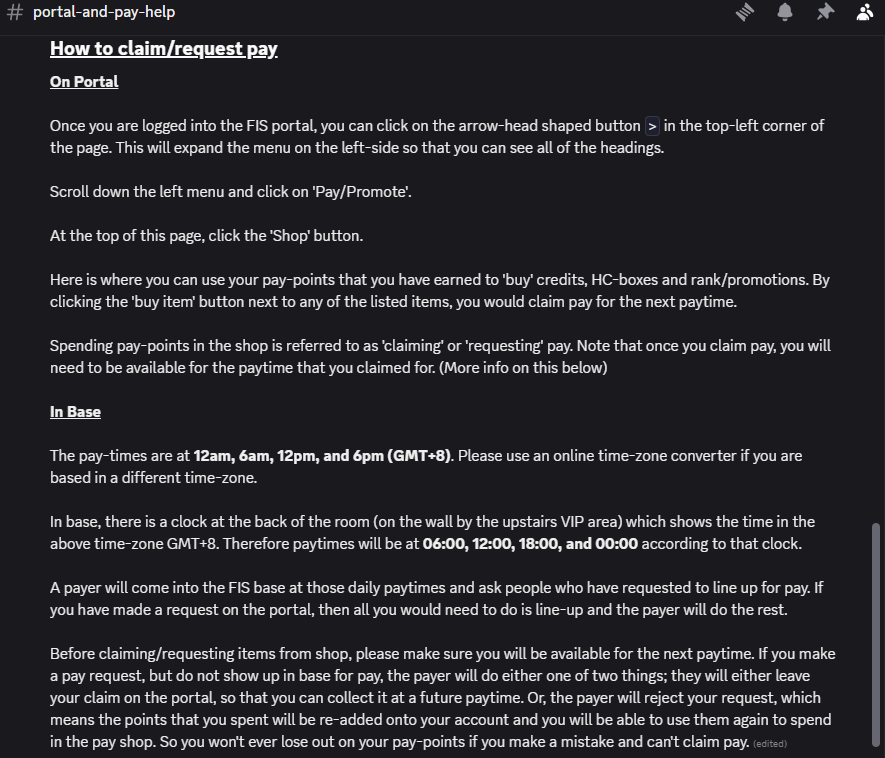 # portal-and-pay-help
How to claim/request pay
On Portal
Once you are logged into the FIS portal, you can click on the arrow-head shaped button > in the top-left corner of
the page. This will expand the menu on the left-side so that you can see all of the headings.
Scroll down the left menu and click on 'Pay/Promote'.
At the top of this page, click the 'Shop' button.
Here is where you can use your pay-points that you have earned to 'buy' credits, HC-boxes and rank/promotions. By
clicking the 'buy item' button next to any of the listed items, you would claim pay for the next paytime.
Spending pay-points in the shop is referred to as 'claiming' or 'requesting' pay. Note that once you claim pay, you will
need to be available for the paytime that you claimed for. (More info on this below)
In Base
The pay-times are at 12am, 6am, 12pm, and 6pm (GMT+8). Please use an online time-zone converter if you are
based in a different time-zone.
In base, there is a clock at the back of the room (on the wall by the upstairs VIP area) which shows the time in the
above time-zone GMT+8. Therefore paytimes will be at 06:00, 12:00, 18:00, and 00:00 according to that clock.
A payer will come into the FIS base at those daily paytimes and ask people who have requested to line up for pay. If
you have made a request on the portal, then all you would need to do is line-up and the payer will do the rest.
Before claiming/requesting items from shop, please make sure you will be available for the next paytime. If you make
a pay request, but do not show up in base for pay, the payer will do either one of two things; they will either leave
your claim on the portal, so that you can collect it at a future paytime. Or, the payer will reject your request, which
means the points that you spent will be re-added onto your account and you will be able to use them again to spend
in the pay shop. So you won't ever lose out on your pay-points if you make a mistake and can't claim pay. (edited)